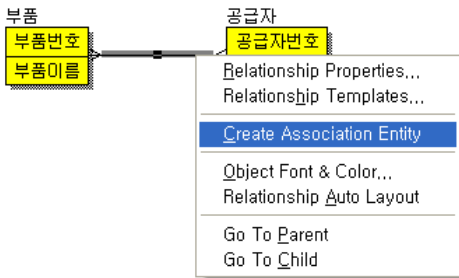 부품
공급자
부품번호
공급자번호
부품이름
Relationship Properties...
Relationship Templates...
Create Association Entity
Object Font & Color...
Relationship Auto Layout
Go To Parent
Go To Child